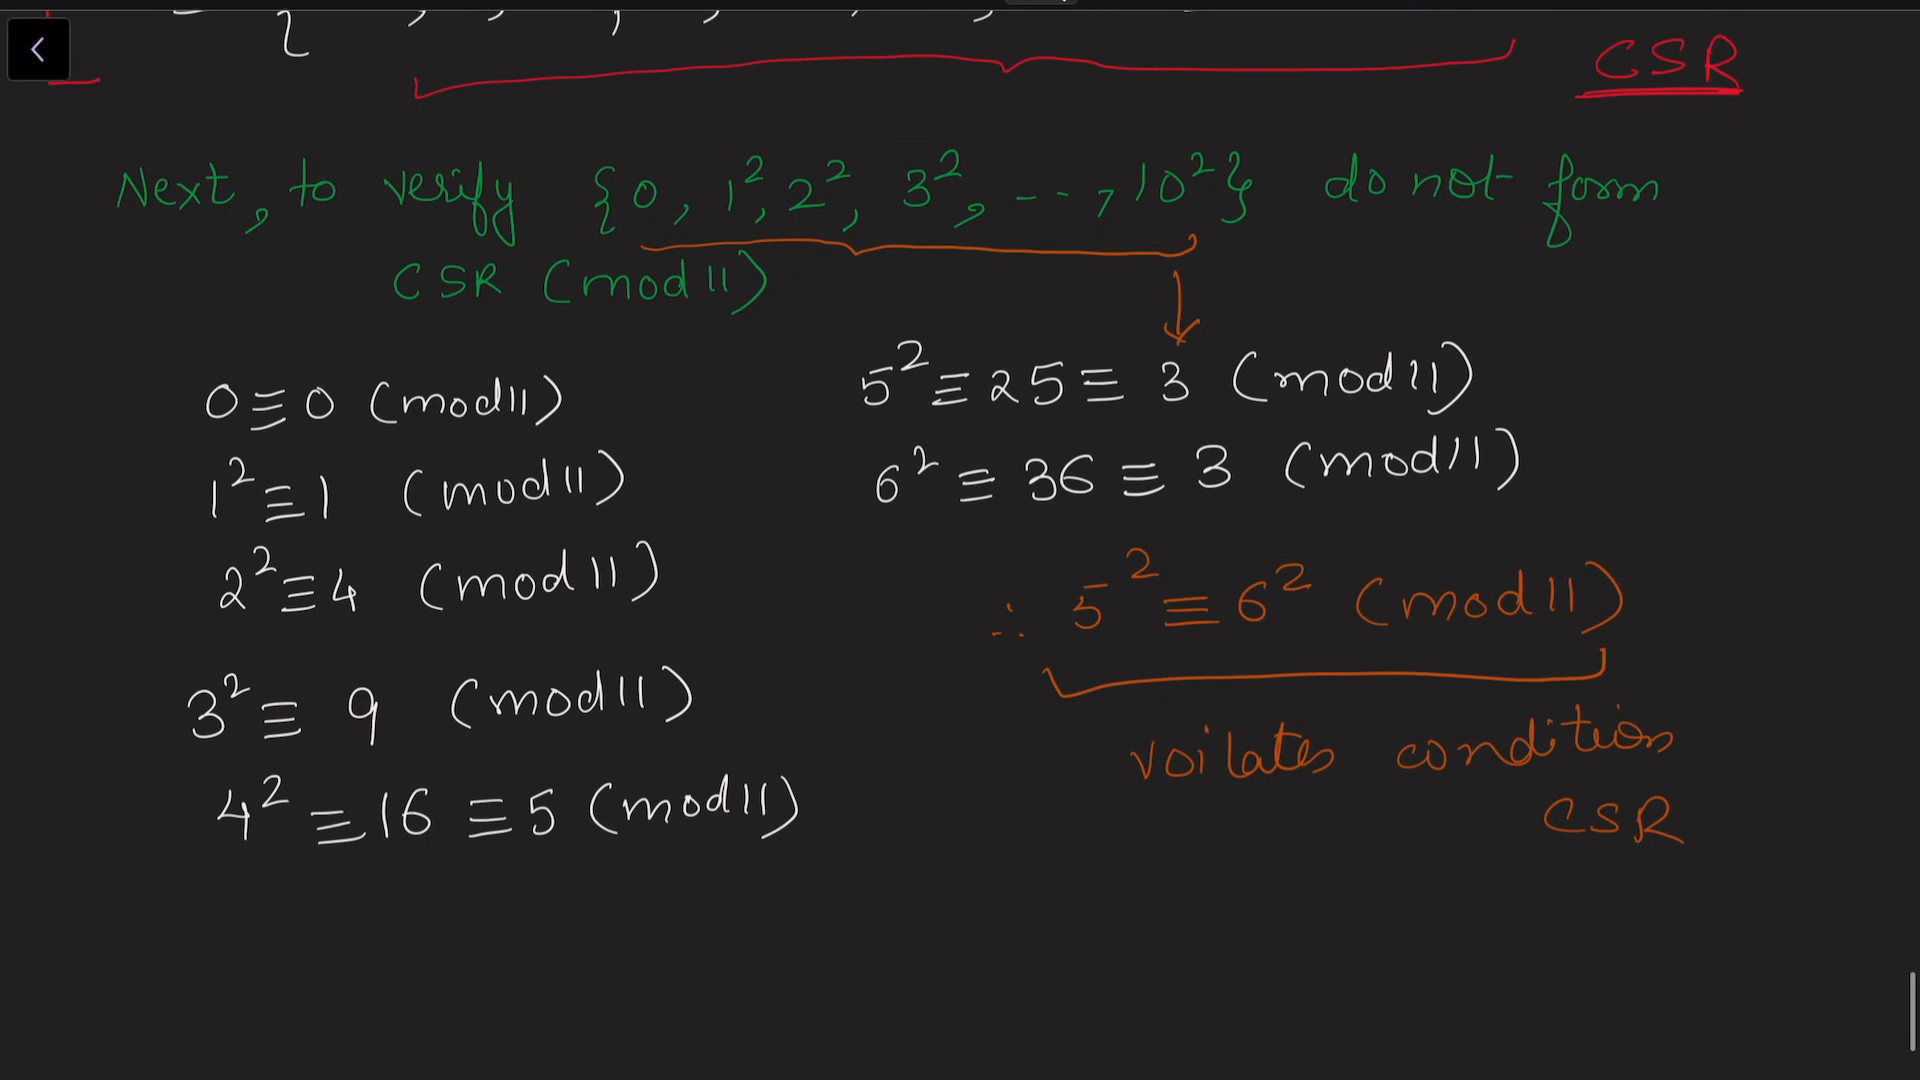 CSR
Next, to verify {0, 1², 2², 3², --, 10²} do not form
CSR (mod 11)
0 ≡ 0 (mod 11)
1² ≡ 1 (mod 11)
2² ≡ 4 (mod 11)
3² ≡ 9 (mod 11)
4² ≡ 16 ≡ 5 (mod 11)
5² ≡ 25 ≡ 3 (mod 11)
6² ≡ 36 ≡ 3 (mod 11)
∴ 5² ≡ 6² (mod 11)
voilates condition
CSR